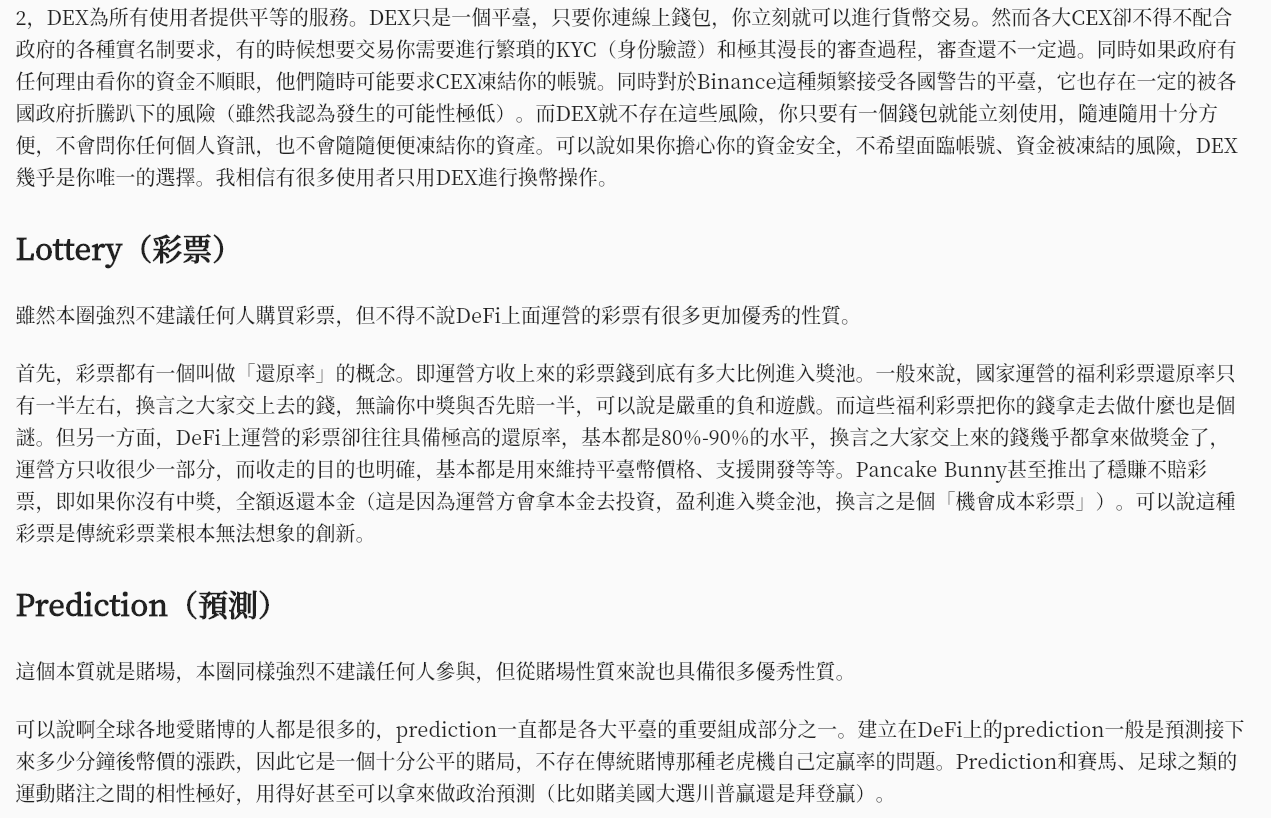 2，DEX為所有使用者提供平等的服務。DEX只是一個平臺，只要你連線上錢包，你立刻就可以進行貨幣交易。然而各大CEX卻不得不配合
政府的各種實名制要求，有的時候想要交易你需要進行繁瑣的KYC（身份驗證）和極其漫長的審查過程，審查還不一定過。同時如果政府有
任何理由看你的資金不順眼，他們隨時可能要求CEX凍結你的帳號。同時對於Binance這種頻繁接受各國警告的平臺，它也存在一定的被各
國政府折騰趴下的風險（雖然我認為發生的可能性極低）。而DEX就不存在這些風險，你只要有一個錢包就能立刻使用，隨連隨用十分方
便，不會問你任何個人資訊，也不會隨隨便便凍結你的資產。可以說如果你擔心你的資金安全，不希望面臨帳號、資金被凍結的風險，DEX
幾乎是你唯一的選擇。我相信有很多使用者只用DEX進行換幣操作。
Lottery（彩票）
雖然本圈強烈不建議任何人購買彩票，但不得不說DeFi上面運營的彩票有很多更加優秀的性質。
首先，彩票都有一個叫做「還原率」的概念。即運營方收上來的彩票錢到底有多大比例進入獎池。一般來說，國家運營的福利彩票還原率只
有一半左右，換言之大家交上去的錢，無論你中獎與否先賠一半，可以說是嚴重的負和遊戲。而這些福利彩票把你的錢拿走去做什麼也是個
謎。但另一方面，DeFi上運營的彩票卻往往具備極高的還原率，基本都是80%-90%的水平，換言之大家交上來的錢幾乎都拿來做獎金了，
運營方只收很少一部分，而收走的目的也明確，基本都是用來維持平臺幣價格、支援開發等等。Pancake Bunny甚至推出了穩賺不賠彩
票，即如果你沒有中獎，全額返還本金（這是因為運營方會拿本金去投資，盈利進入獎金池，換言之是個「機會成本彩票」）。可以說這種
彩票是傳統彩票業根本無法想象的創新。
Prediction（預測）
這個本質就是賭場，本圈同樣強烈不建議任何人參與，但從賭場性質來說也具備很多優秀性質。
可以說啊全球各地愛賭博的人都是很多的，prediction一直都是各大平臺的重要組成部分之一。建立在DeFi上的prediction一般是預測接下
來多少分鐘後幣價的漲跌，因此它是一個十分公平的賭局，不存在傳統賭博那種老虎機自己定贏率的問題。Prediction和賽馬、足球之類的
運動賭注之間的相性極好，用得好甚至可以拿來做政治預測（比如賭美國大選川普贏還是拜登贏）。